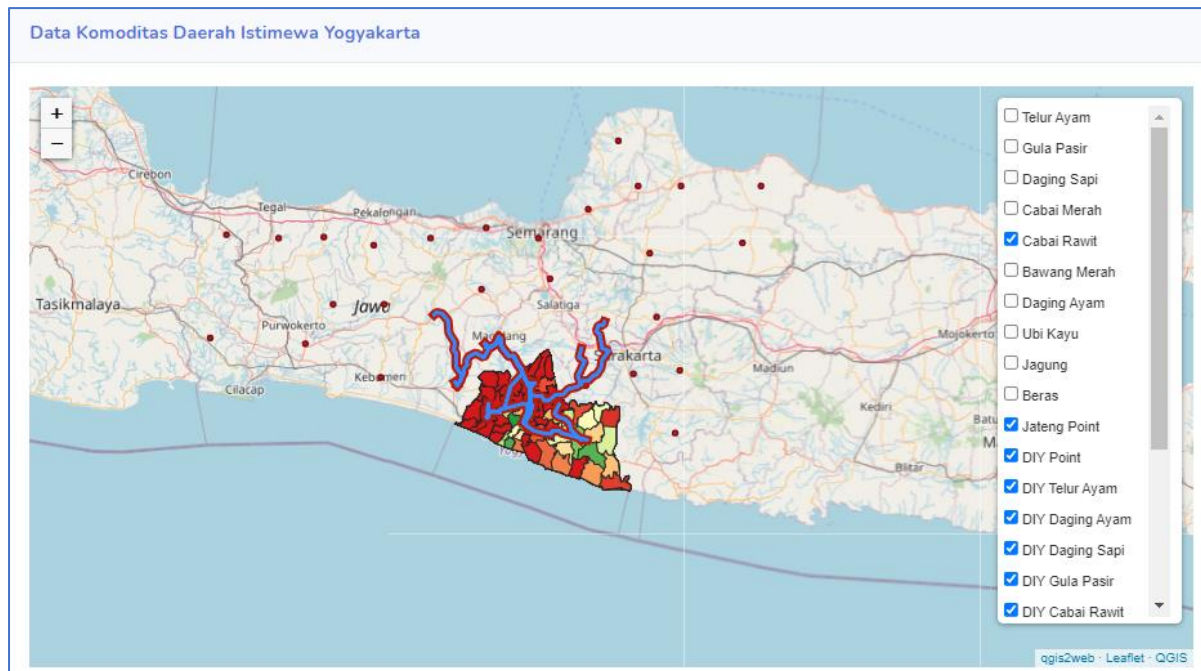 Data Komoditas Daerah Istimewa Yogyakarta
+
−
Cirebon
Tegal
Pekalongan
Semarang
Tasikmalaya
Jawa
Salatiga
Purwokerto
Magelang
Surakarta
Mojokerto
Madiun
Kebumen
Cilacap
Kediri
Blitar
Telur Ayam
Gula Pasir
Daging Sapi
Cabai Merah
Cabai Rawit
Bawang Merah
Daging Ayam
Ubi Kayu
Jagung
Beras
Jateng Point
DIY Point
DIY Telur Ayam
DIY Daging Ayam
DIY Daging Sapi
DIY Gula Pasir
DIY Cabai Rawit
qgis2web · Leaflet · QGIS